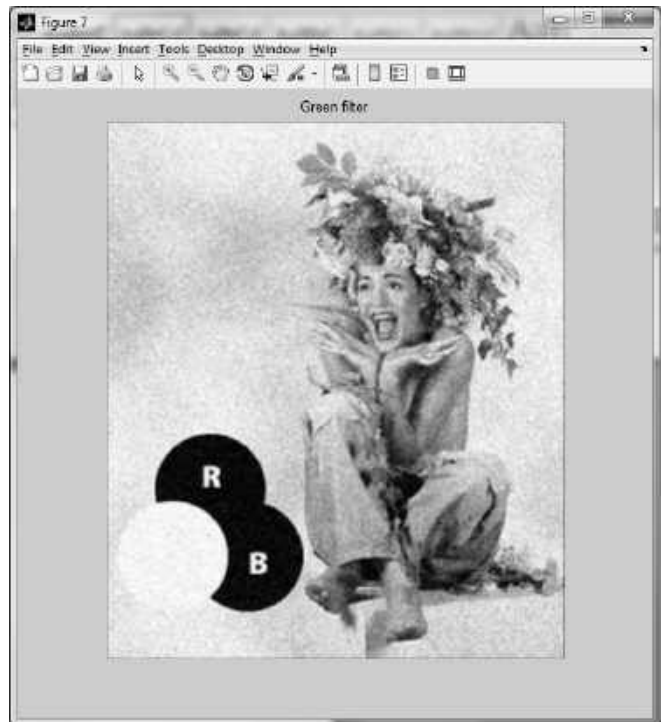 Figure 7
File Edit View Insert Tools Desktop Window Help
Green filter
R
B